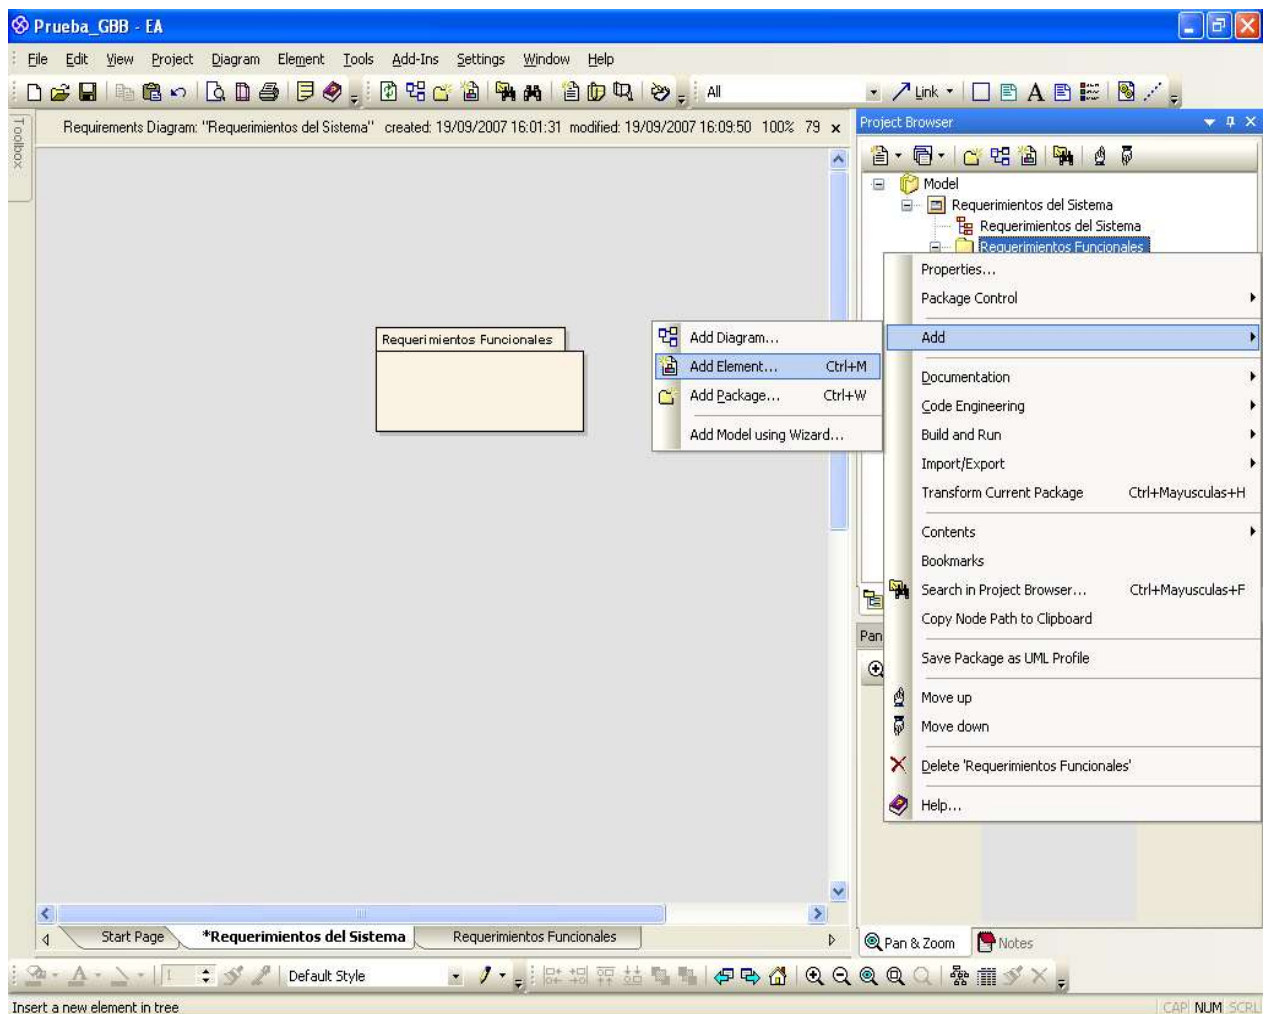 Prueba_GBB - EA
File Edit View Project Diagram Element Tools Add-Ins Settings Window Help
All Link A
Toolbox
Requirements Diagram: "Requerimientos del Sistema" created: 19/09/2007 16:01:31 modified: 19/09/2007 16:09:50 100% 79 x
Project Browser
Model
Requerimientos del Sistema
Requerimientos del Sistema
Requerimientos Funcionales
Properties...
Package Control
Add
Documentation
Code Engineering
Build and Run
Import/Export
Transform Current Package Ctrl+Mayusculas+H
Contents
Bookmarks
Search in Project Browser... Ctrl+Mayusculas+F
Copy Node Path to Clipboard
Save Package as UML Profile
Move up
Move down
Delete 'Requerimientos Funcionales'
Help...
Add Diagram...
Add Element... Ctrl+M
Add Package... Ctrl+W
Add Model using Wizard...
Requerimientos Funcionales
Pan
Start Page *Requerimientos del Sistema Requerimientos Funcionales
Pan & Zoom Notes
A 1 Default Style
Insert a new element in tree
CAP NUM SCRL